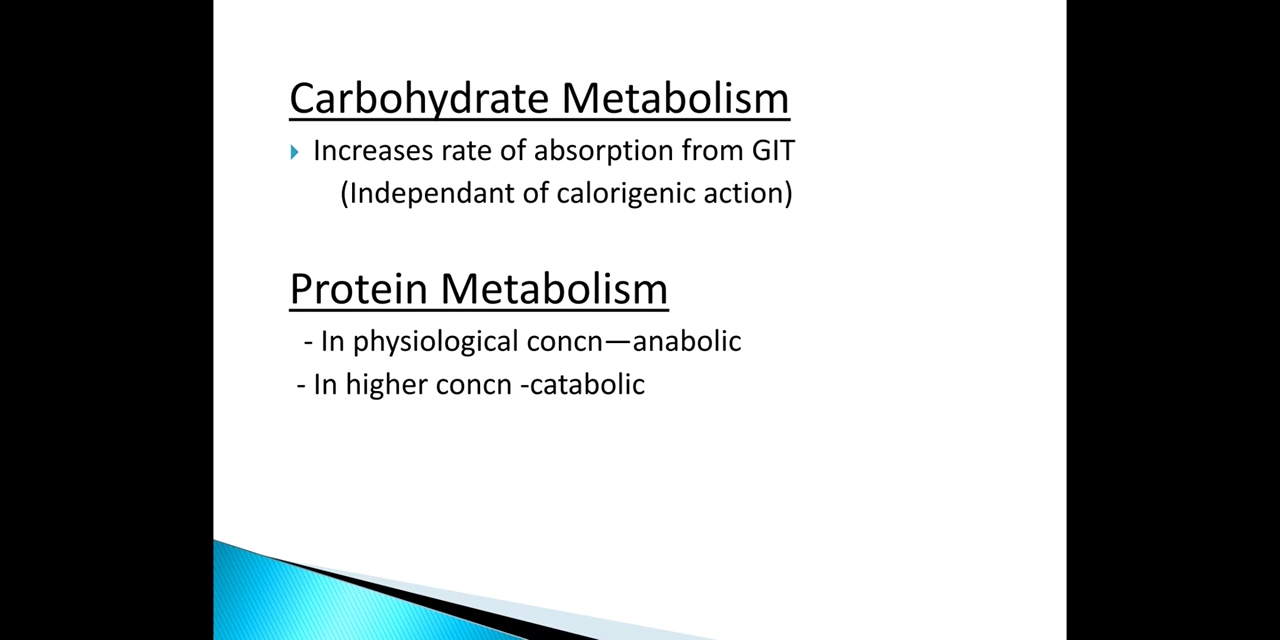 Carbohydrate Metabolism
Increases rate of absorption from GIT
(Independant of calorigenic action)
Protein Metabolism
- In physiological concn—anabolic
- In higher concn -catabolic